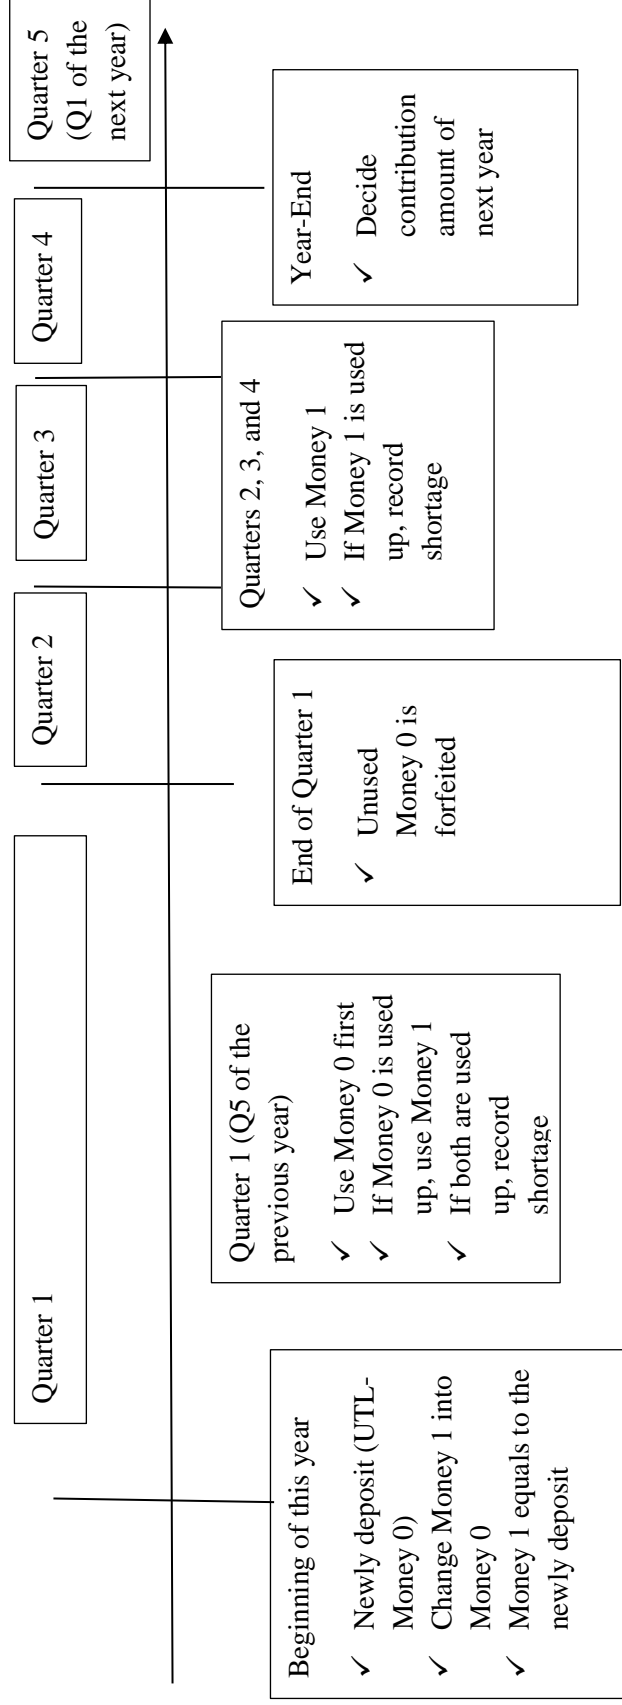 Quarter 1
Quarter 2
Quarter 3
Quarter 4
Quarter 5
(Q1 of the
next year)
Beginning of this year
✓ Newly deposit (UTL-
Money 0)
✓ Change Money 1 into
Money 0
✓ Money 1 equals to the
newly deposit
Quarter 1 (Q5 of the
previous year)
✓ Use Money 0 first
✓ If Money 0 is used
up, use Money 1
✓ If both are used
up, record
shortage
End of Quarter 1
✓ Unused
Money 0 is
forfeited
Quarters 2, 3, and 4
✓ Use Money 1
✓ If Money 1 is used
up, record
shortage
Year-End
✓ Decide
contribution
amount of
next year